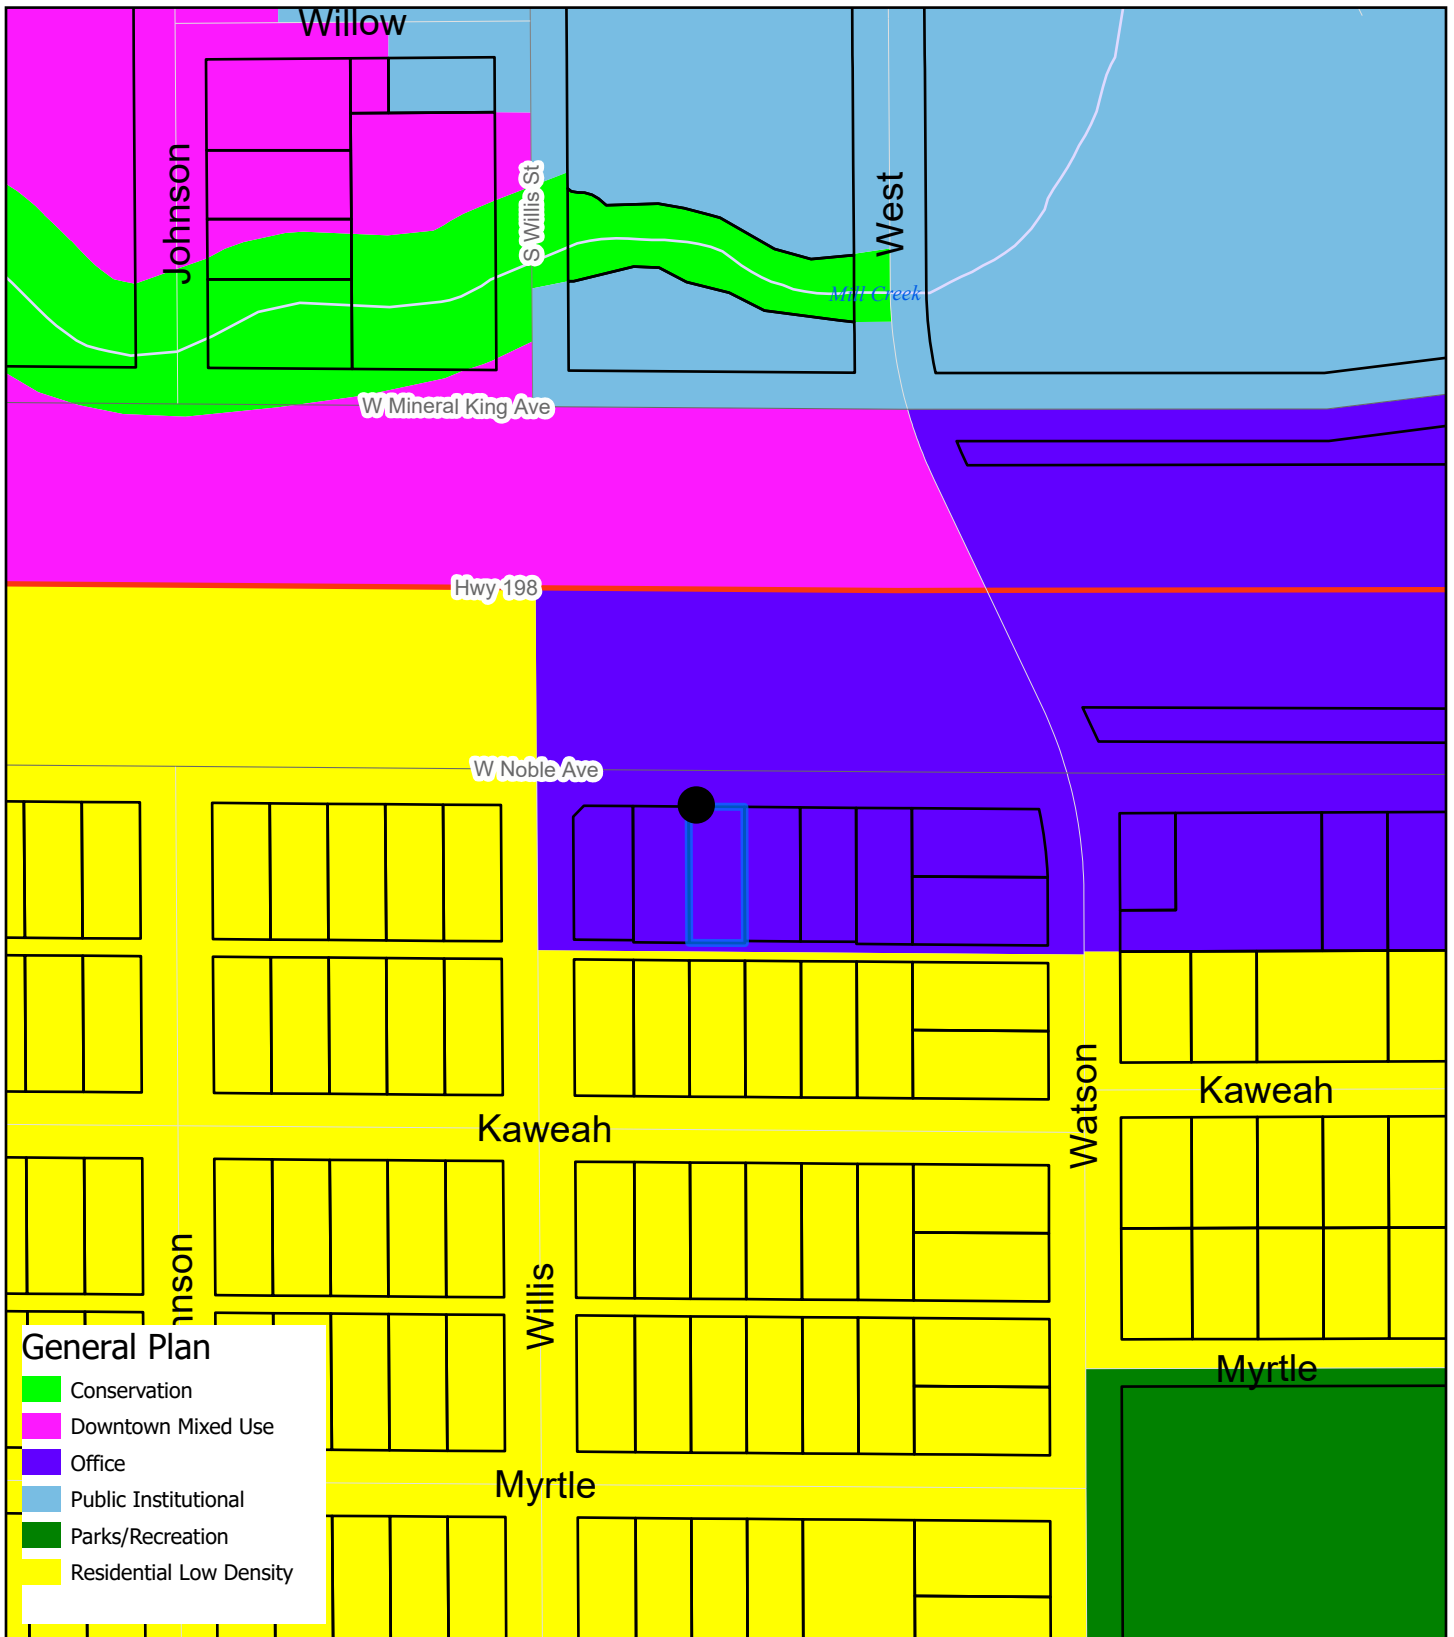 Willow
Johnson
S Willis St
West
Mill Creek
W Mineral King Ave
Hwy 198
W Noble Ave
Kaweah
Watson
Kaweah
nson
Willis
Myrtle
Myrtle
General Plan
Conservation
Downtown Mixed Use
Office
Public Institutional
Parks/Recreation
Residential Low Density